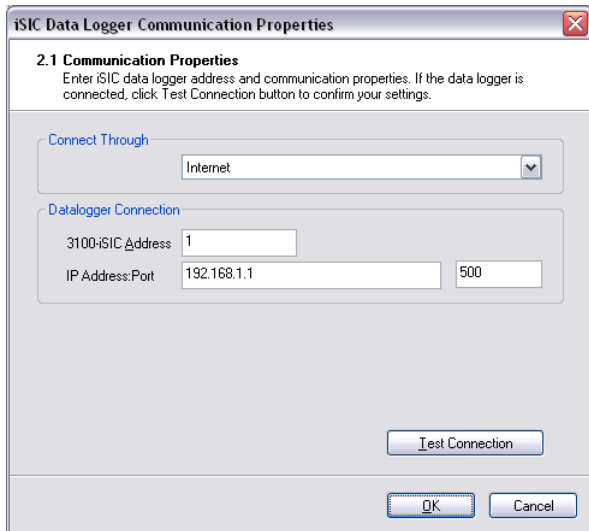 iSIC Data Logger Communication Properties
2.1 Communication Properties
Enter iSIC data logger address and communication properties. If the data logger is
connected, click Test Connection button to confirm your settings.
Connect Through
Internet
Datalogger Connection
3100-iSIC Address 1
IP Address:Port 192.168.1.1 500
Test Connection
OK Cancel